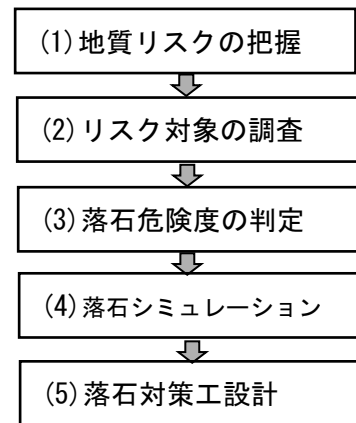 (1)地質リスクの把握
(2)リスク対象の調査
(3)落石危険度の判定
(4)落石シミュレーション
(5)落石対策工設計